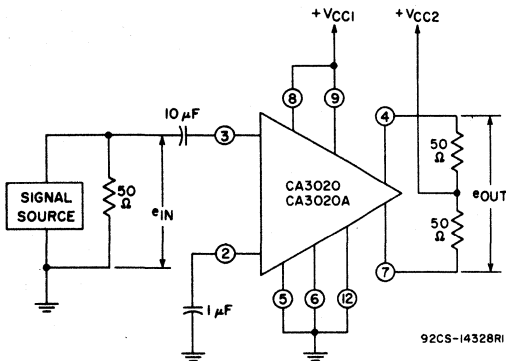 +VCC1
+VCC2
8
9
4
10 µF
3
50
Ω
CA3020
CA3020A
SIGNAL
SOURCE
50
Ω
eIN
eOUT
50
Ω
2
7
1 µF
5
6
12
92CS-14328R1